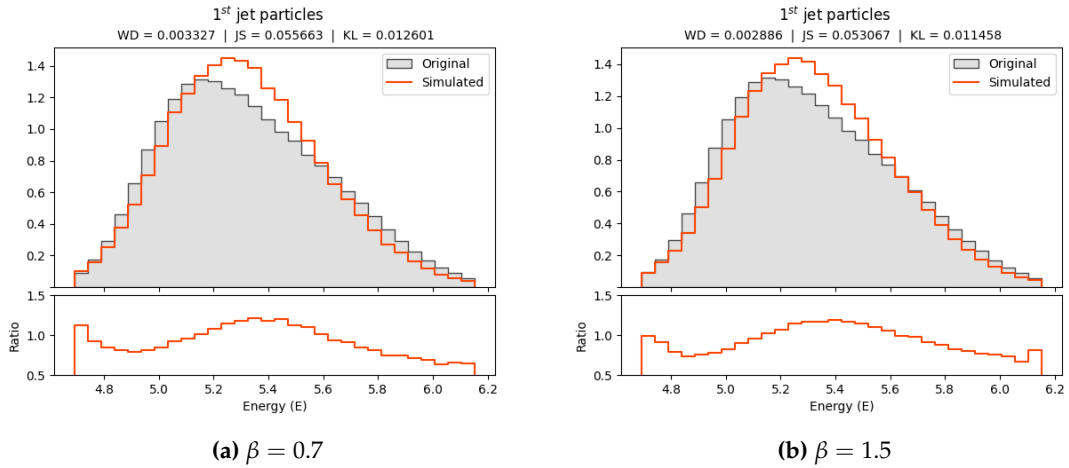 1st jet particles
WD = 0.003327 | JS = 0.055663 | KL = 0.012601
Original
Simulated
1.4
1.2
1.0
0.8
0.6
0.4
0.2
1.5
1.0
0.5
Ratio
4.8 5.0 5.2 5.4 5.6 5.8 6.0 6.2
Energy (E)
(a) β = 0.7
1st jet particles
WD = 0.002886 | JS = 0.053067 | KL = 0.011458
Original
Simulated
1.4
1.2
1.0
0.8
0.6
0.4
0.2
1.5
1.0
0.5
Ratio
4.8 5.0 5.2 5.4 5.6 5.8 6.0 6.2
Energy (E)
(b) β = 1.5